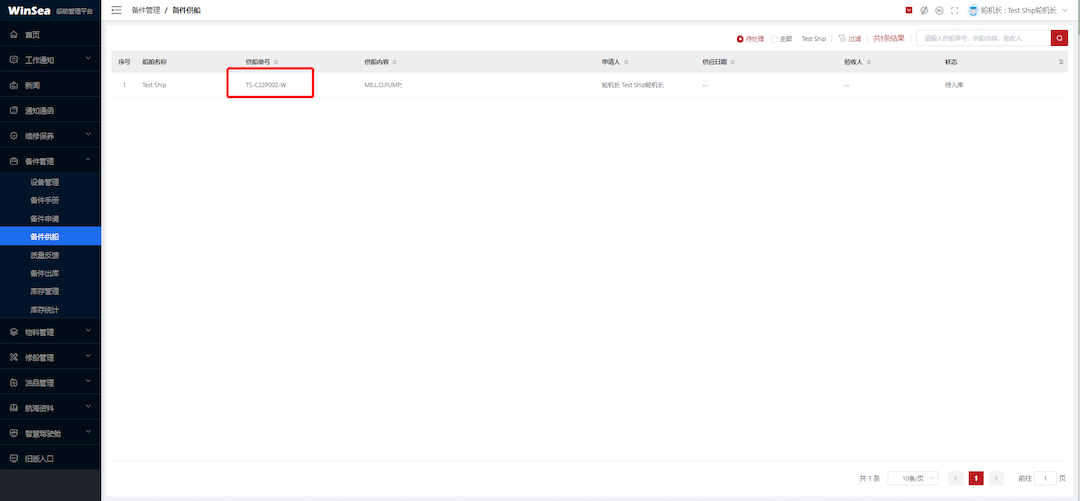 WinSea 船舶管理平台
备件管理 / 备件供船
轮机长 : Test Ship轮机长
首页
工作通知
新闻
通知通函
维修保养
备件管理
设备管理
备件手册
备件申请
备件供船
质量反馈
备件出库
库存管理
库存统计
物料管理
修船管理
油品管理
航海资料
智慧驾驶舱
旧版入口
待处理 全部 Test Ship 过滤 共1条结果 请输入供船单号、供船内容、验收人
序号 船舶名称 供船单号 供船内容 申请人 供应日期 验收人 状态
1 Test Ship TS-C22P002-W ME,L.O.PUMP; 轮机长 Test Ship轮机长 -- -- 待入库
共 1 条 10条/页 1 前往 1 页